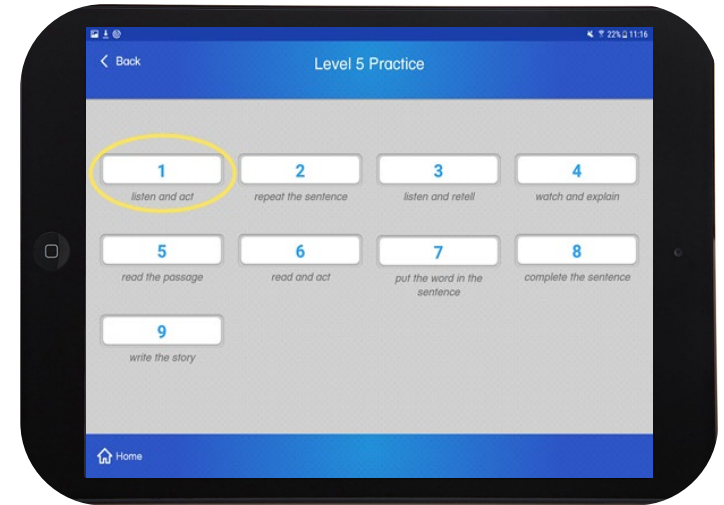 22% 11:16
Back
Level 5 Practice
1
listen and act
2
repeat the sentence
3
listen and retell
4
watch and explain
5
read the passage
6
read and act
7
put the word in the
sentence
8
complete the sentence
9
write the story
Home